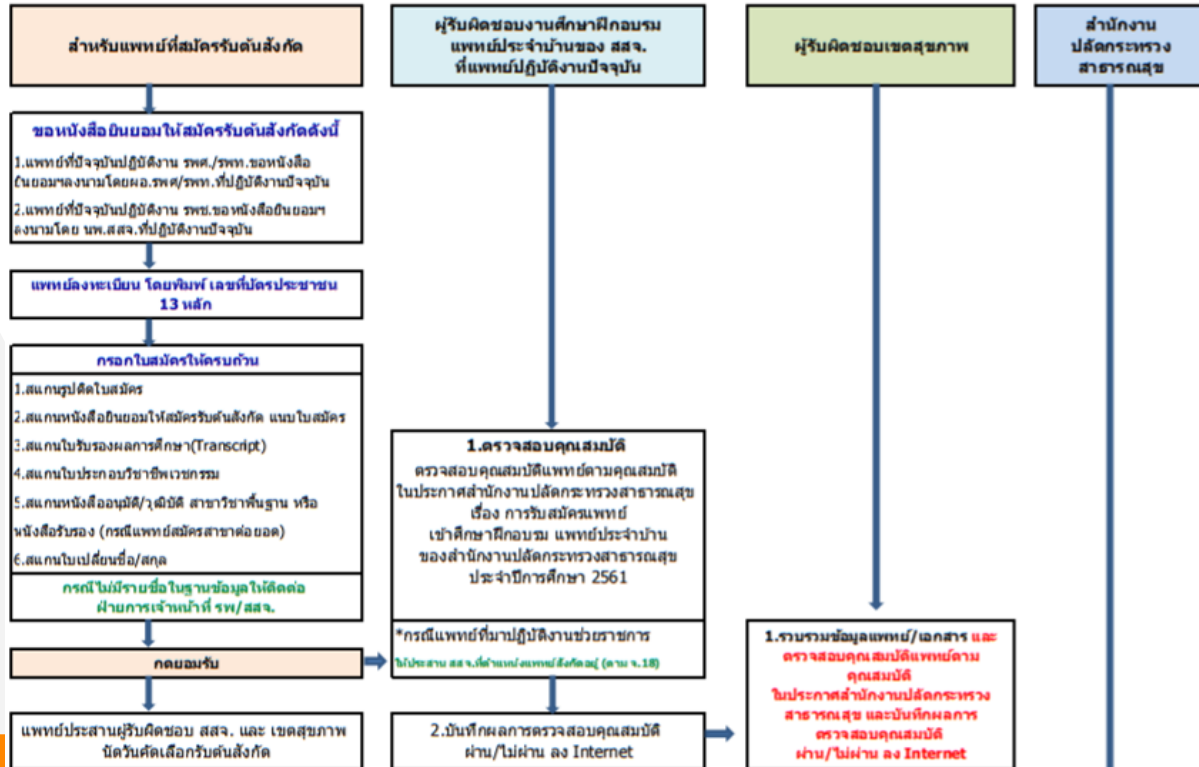 สำหรับแพทย์ที่สมัครรับต้นสังกัด
ผู้รับผิดชอบงานศึกษาฝึกอบรม
แพทย์ประจำบ้านของ สสจ.
ที่แพทย์ปฏิบัติงานปัจจุบัน
ผู้รับผิดชอบเขตสุขภาพ
สำนักงาน
ปลัดกระทรวง
สาธารณสุข
ขอหนังสือยินยอมให้สมัครรับต้นสังกัดดังนี้
1.แพทย์ที่ปัจจุบันปฏิบัติงาน รพศ./รพท.ขอหนังสือ
ยินยอมฯลงนามโดยผอ.รพศ/รพท.ที่ปฏิบัติงานปัจจุบัน
2.แพทย์ที่ปัจจุบันปฏิบัติงาน รพช.ขอหนังสือยินยอมฯ
ลงนามโดย นพ.สสจ.ที่ปฏิบัติงานปัจจุบัน
แพทย์ลงทะเบียน โดยพิมพ์ เลขที่บัตรประชาชน
13 หลัก
กรอกใบสมัครให้ครบถ้วน
1.สแกนรูปติดใบสมัคร
2.สแกนหนังสือยินยอมให้สมัครรับต้นสังกัด แนบใบสมัคร
3.สแกนใบรับรองผลการศึกษา(Transcript)
4.สแกนใบประกอบวิชาชีพเวชกรรม
5.สแกนหนังสืออนุมัติ/วุฒิบัติ สาขาวิชาพื้นฐาน หรือ
หนังสือรับรอง (กรณีแพทย์สมัครสาขาต่อยอด)
6.สแกนใบเปลี่ยนชื่อ/สกุล
กรณีไม่มีรายชื่อในฐานข้อมูลให้ติดต่อ
ฝ่ายการเจ้าหน้าที่ รพ/สสจ.
กดยอมรับ
แพทย์ประสานผู้รับผิดชอบ สสจ. และ เขตสุขภาพ
นัดวันคัดเลือกรับต้นสังกัด
1.ตรวจสอบคุณสมบัติ
ตรวจสอบคุณสมบัติแพทย์ตามคุณสมบัติ
ในประกาศสำนักงานปลัดกระทรวงสาธารณสุข
เรื่อง การรับสมัครแพทย์
เข้าศึกษาฝึกอบรม แพทย์ประจำบ้าน
ของสำนักงานปลัดกระทรวงสาธารณสุข
ประจำปีการศึกษา 2561
*กรณีแพทย์ที่มาปฏิบัติงานช่วยราชการ
ให้ประสาน สสจ.ที่ตำแหน่งแพทย์สังกัดอยู่ (ตาม จ.18)
2.บันทึกผลการตรวจสอบคุณสมบัติ
ผ่าน/ไม่ผ่าน ลง Internet
1.รวบรวมข้อมูลแพทย์/เอกสาร และ
ตรวจสอบคุณสมบัติแพทย์ตาม
คุณสมบัติ
ในประกาศสำนักงานปลัดกระทรวง
สาธารณสุข และบันทึกผลการ
ตรวจสอบคุณสมบัติ
ผ่าน/ไม่ผ่าน ลง Internet